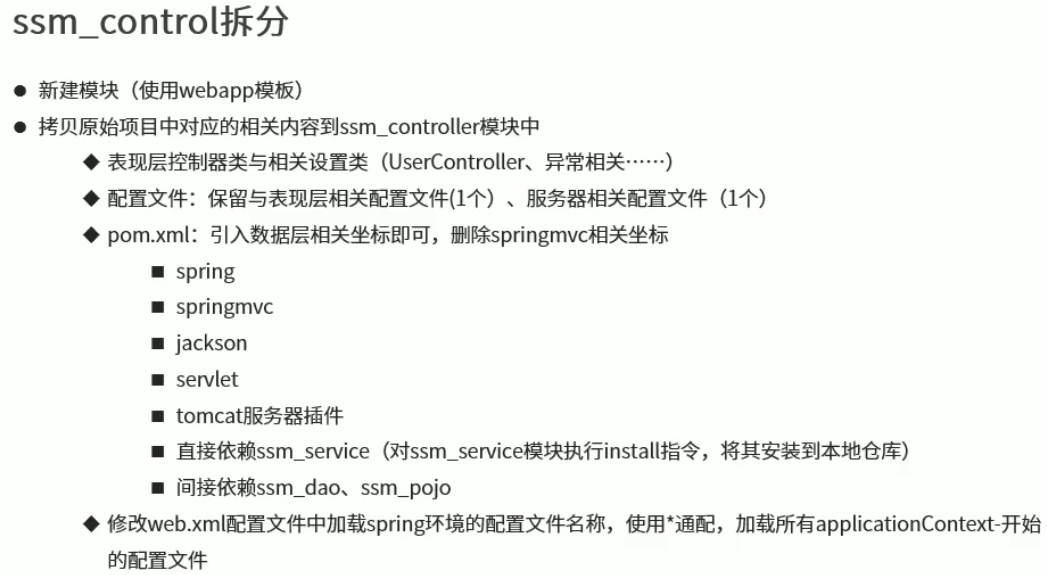 ssm_control拆分
● 新建模块（使用webapp模板）
● 拷贝原始项目中对应的相关内容到ssm_controller模块中
◆ 表现层控制器类与相关设置类（UserController、异常相关……）
◆ 配置文件：保留与表现层相关配置文件(1个）、服务器相关配置文件（1个）
◆ pom.xml：引入数据层相关坐标即可，删除springmvc相关坐标
■ spring
■ springmvc
■ jackson
■ servlet
■ tomcat服务器插件
■ 直接依赖ssm_service（对ssm_service模块执行install指令，将其安装到本地仓库）
■ 间接依赖ssm_dao、ssm_pojo
◆ 修改web.xml配置文件中加载spring环境的配置文件名称，使用*通配，加载所有applicationContext-开始
的配置文件